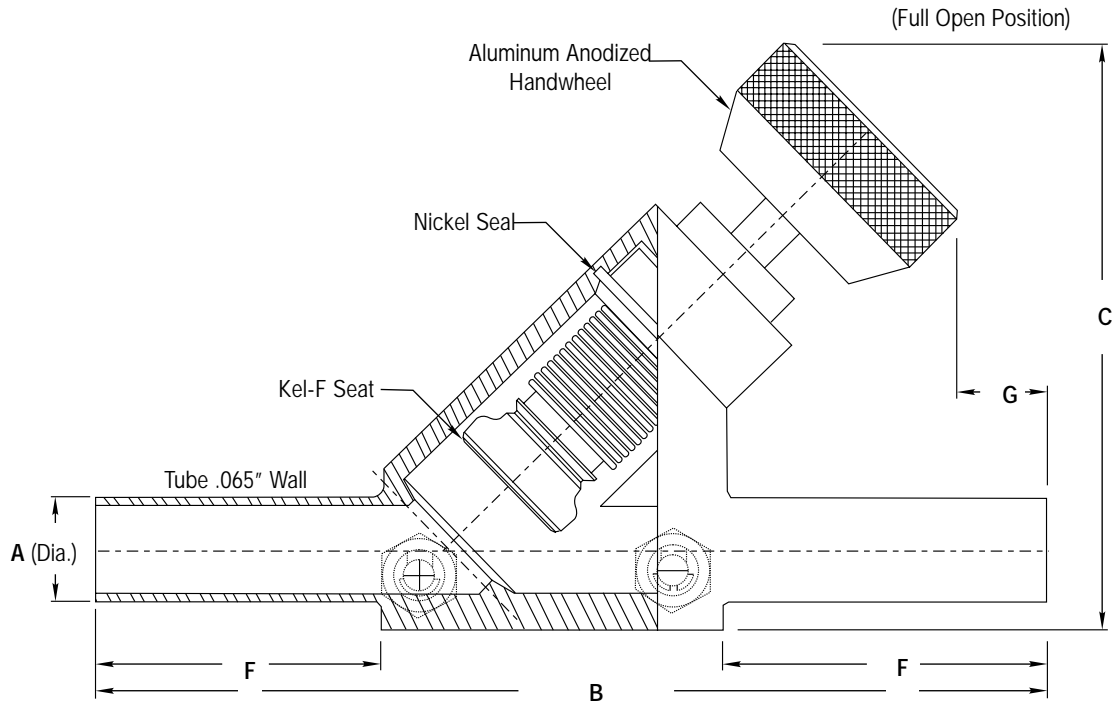 (Full Open Position)
Aluminum Anodized
Handwheel
Nickel Seal
C
Kel-F Seat
G
Tube .065" Wall
A (Dia.)
F
F
B